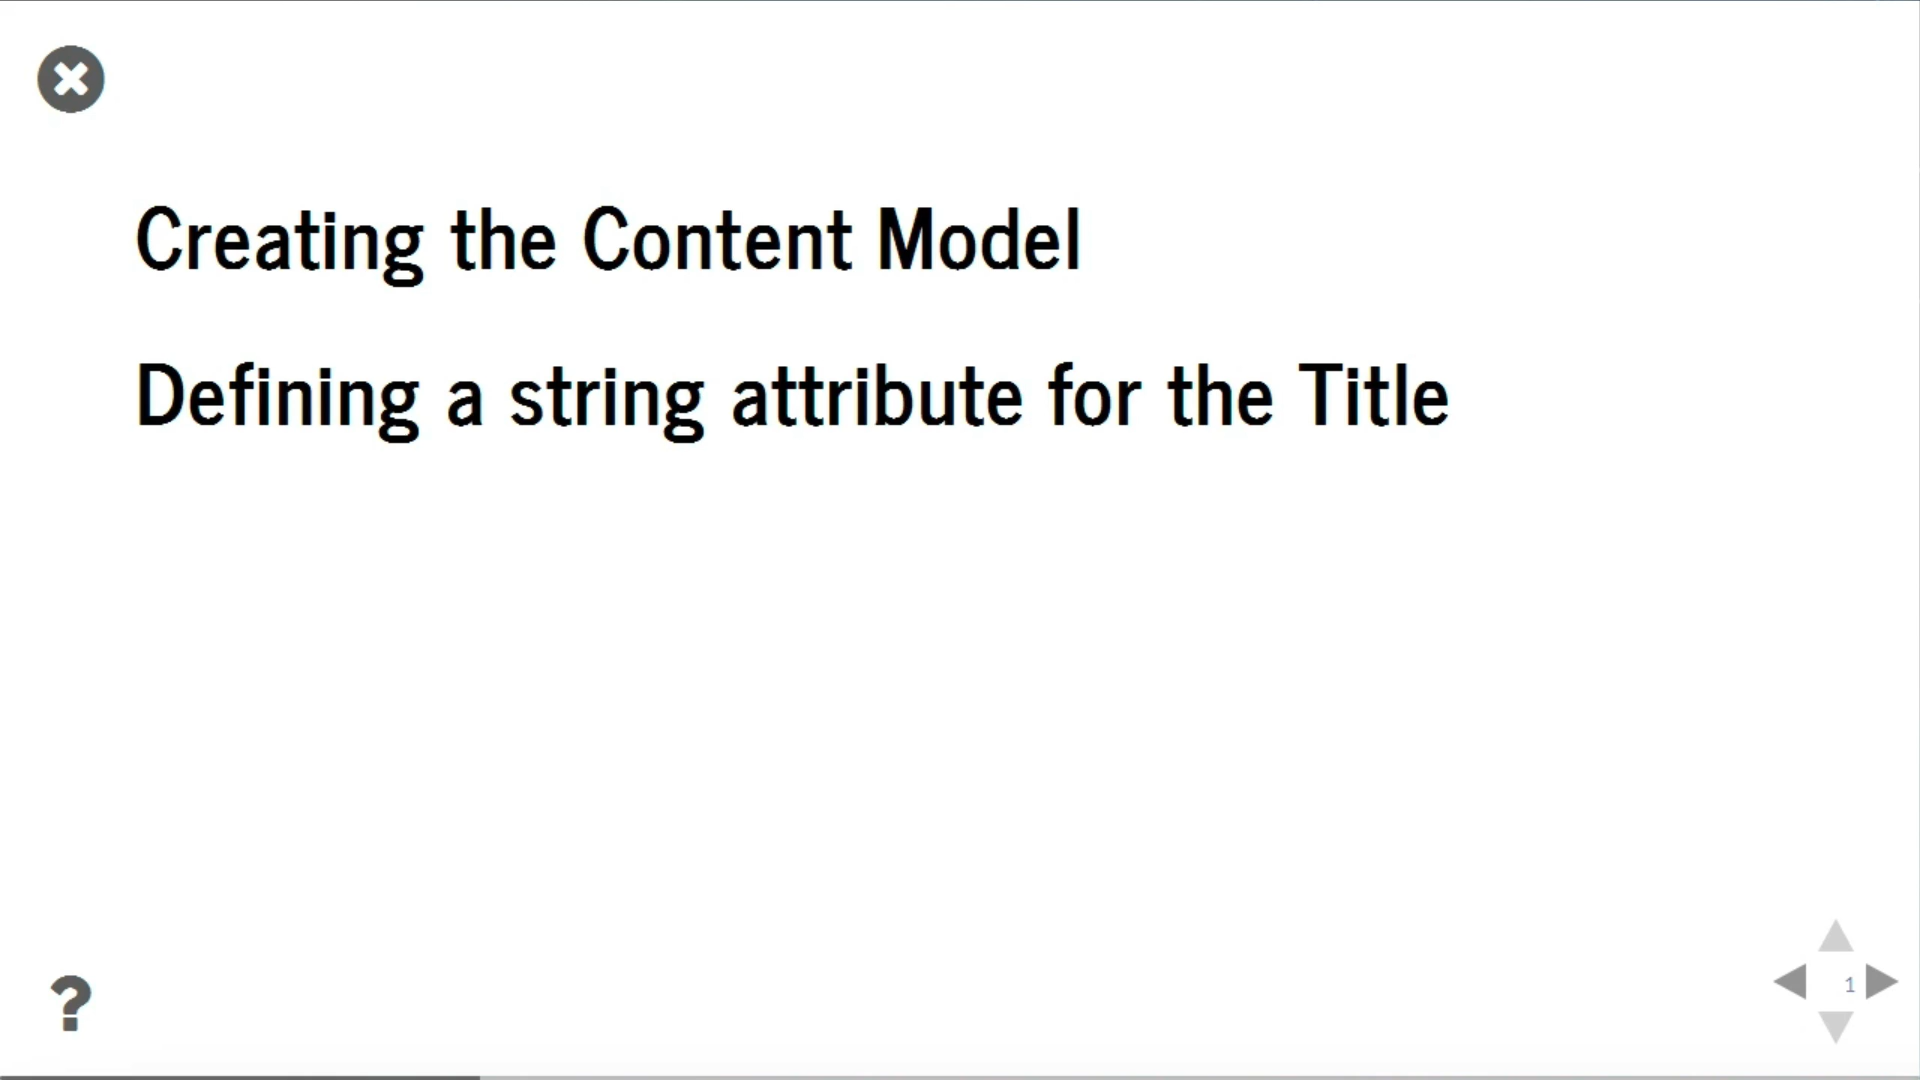 Creating the Content Model
Defining a string attribute for the Title
?
1